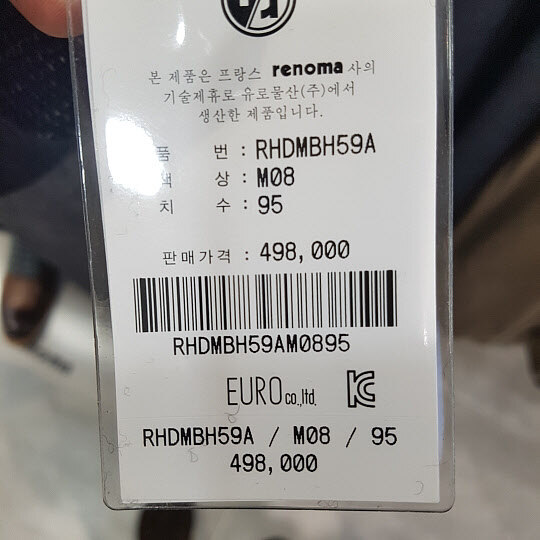 본 제품은 프랑스 renoma 사의
기술제휴로 유로물산(주)에서
생산한 제품입니다.
품 번 : RHDMBH59A
색 상 : M08
치 수 : 95
판매가격 : 498,000
RHDMBH59AM0895
EURO co.,ltd.
RHDMBH59A / M08 / 95
498,000